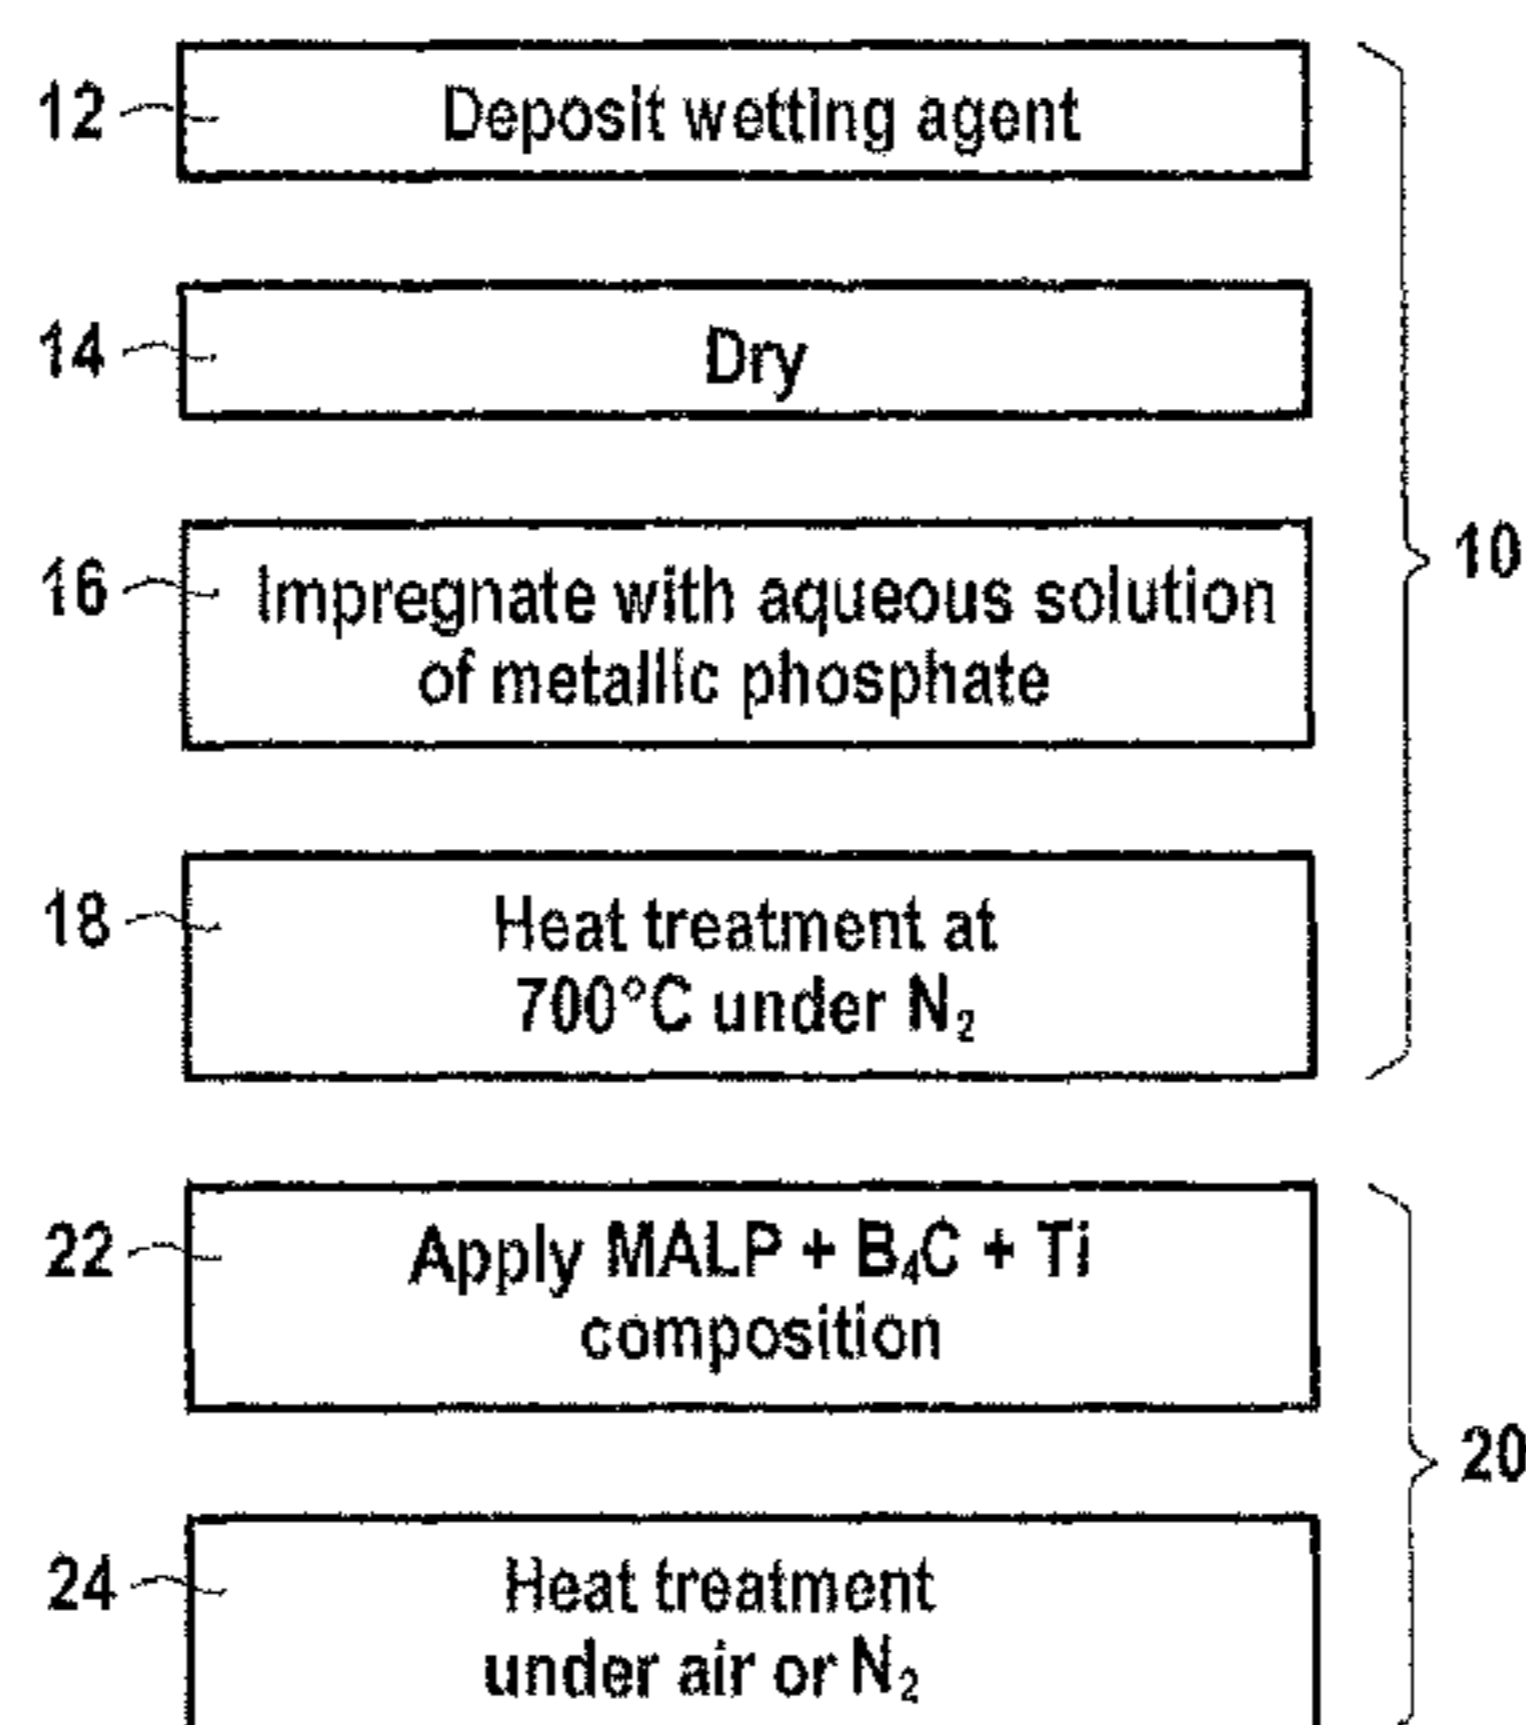 12 Deposit wetting agent
14 Dry
16 Impregnate with aqueous solution
of metallic phosphate
10
18 Heat treatment at
700°C under N₂
22 Apply MALP + B₄C + Ti
composition
20
24 Heat treatment
under air or N₂